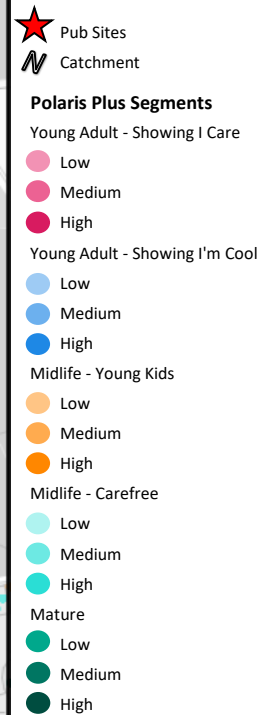 Pub Sites
Catchment
Polaris Plus Segments
Young Adult - Showing I Care
Low
Medium
High
Young Adult - Showing I'm Cool
Low
Medium
High
Midlife - Young Kids
Low
Medium
High
Midlife - Carefree
Low
Medium
High
Mature
Low
Medium
High